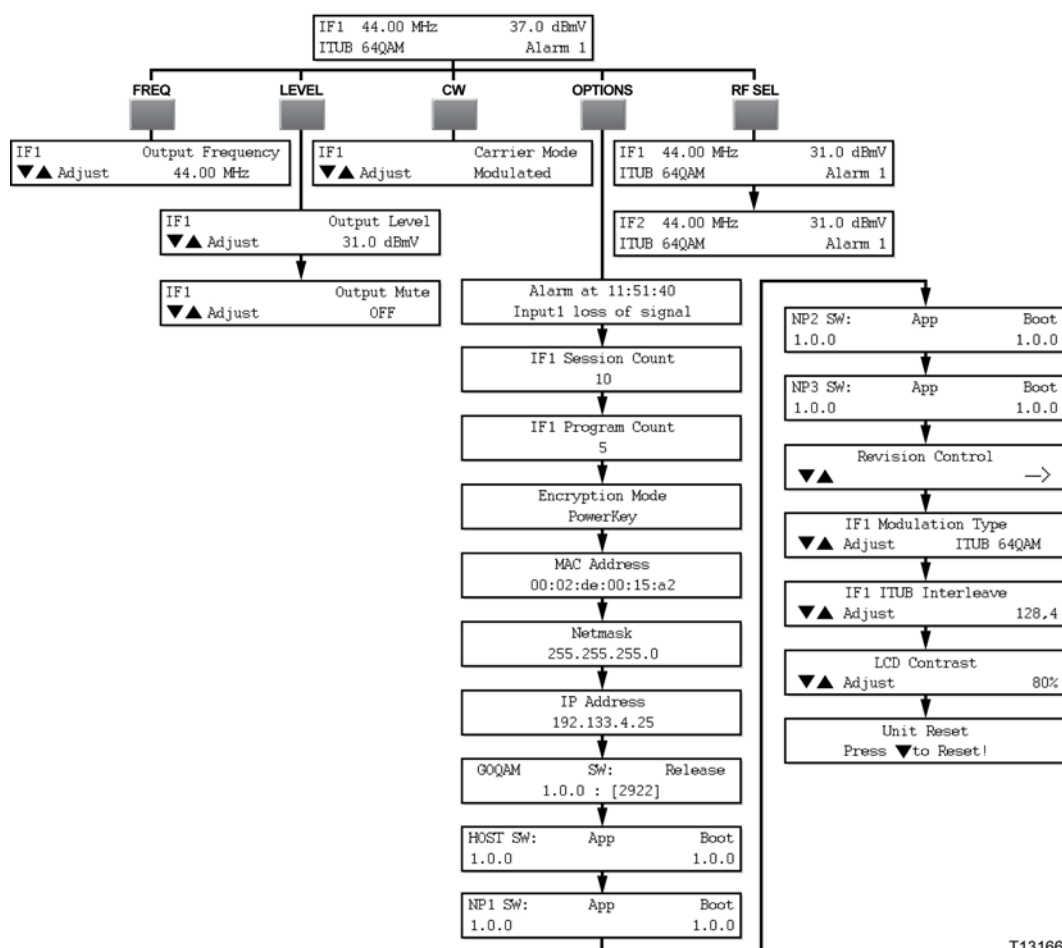 IF1 44.00 MHz 37.0 dBmV
ITUB 64QAM Alarm 1
FREQ LEVEL CW OPTIONS RF SEL
IF1 Output Frequency
▼▲ Adjust 44.00 MHz
IF1 Carrier Mode
▼▲ Adjust Modulated
IF1 44.00 MHz 31.0 dBmV
ITUB 64QAM Alarm 1
IF1 Output Level
▼▲ Adjust 31.0 dBmV
IF2 44.00 MHz 31.0 dBmV
ITUB 64QAM Alarm 1
IF1 Output Mute
▼▲ Adjust OFF
Alarm at 11:51:40
Input1 loss of signal
IF1 Session Count
10
IF1 Program Count
5
Encryption Mode
PowerKey
MAC Address
00:02:de:00:15:a2
Netmask
255.255.255.0
IP Address
192.133.4.25
GOQAM SW: Release
1.0.0 : [2922]
HOST SW: App Boot
1.0.0 1.0.0
NP1 SW: App Boot
1.0.0 1.0.0
NP2 SW: App Boot
1.0.0 1.0.0
NP3 SW: App Boot
1.0.0 1.0.0
Revision Control
▼▲ —>
IF1 Modulation Type
▼▲ Adjust ITUB 64QAM
IF1 ITUB Interleave
▼▲ Adjust 128,4
LCD Contrast
▼▲ Adjust 80%
Unit Reset
Press ▼to Reset!
T13166